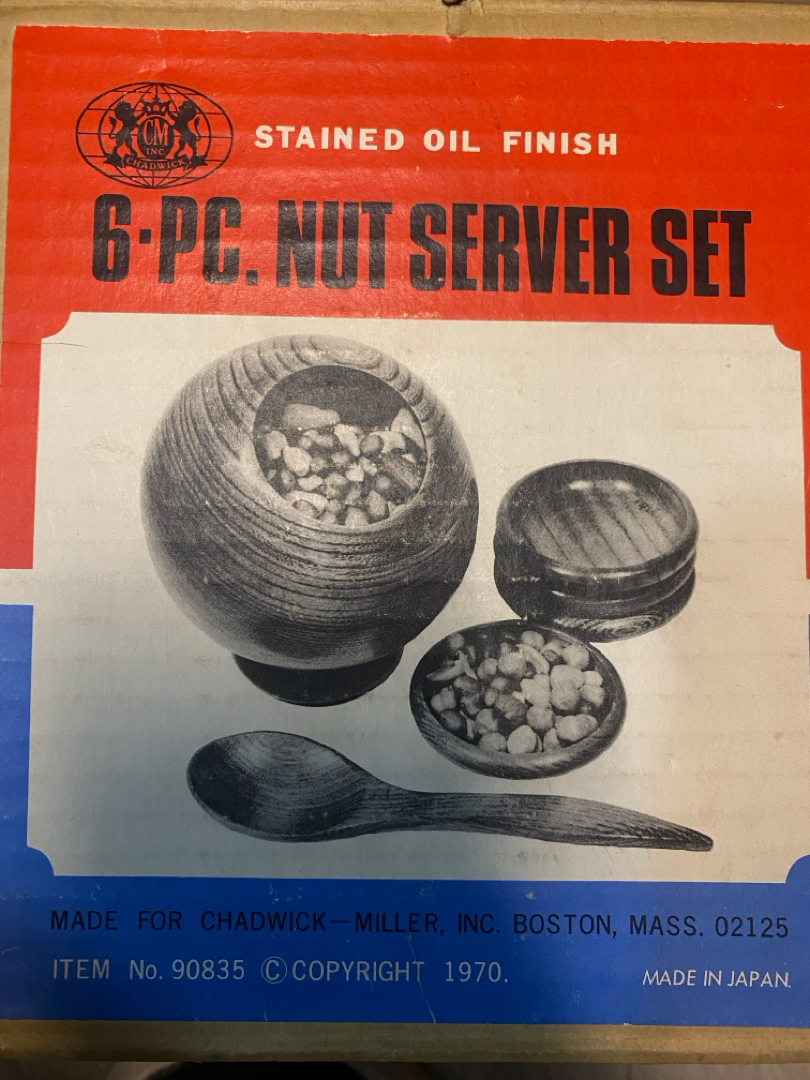 CM
INC
CHADWICK
STAINED OIL FINISH
6·PC. NUT SERVER SET
MADE FOR CHADWICK—MILLER, INC. BOSTON, MASS. 02125
ITEM No. 90835 ©COPYRIGHT 1970.
MADE IN JAPAN.